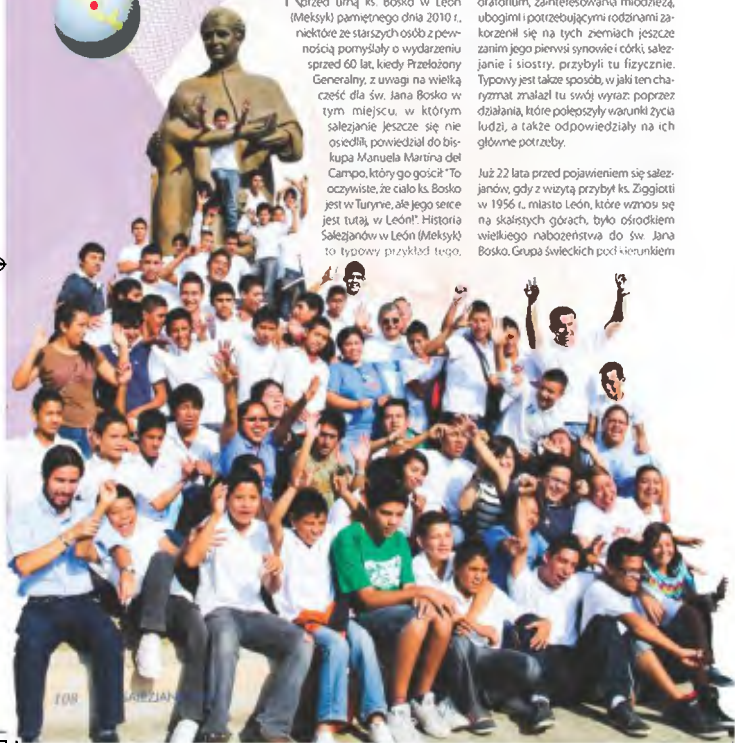 sprzed urną ks. Bosko w León
(Meksyk) pamiętnego dnia 2010 r.,
niektóre ze starszych osób z pew-
nością pomyślały o wydarzeniu
sprzed 60 lat, kiedy Przełożony
Generalny, z uwagi na wielką
cześć dla św. Jana Bosko w
tym miejscu, w którym
salezjanie jeszcze się nie
osiedlili, powiedział do bis-
kupa Manuela Martina del
Campo, który go gościł: "To
oczywiste, że ciało ks. Bosko
jest w Turynie, ale jego serce
jest tutaj, w León!". Historia
Salezjanów w León (Meksyk)
to typowy przykład tego,
oratorium, zainteresowania młodzieżą,
ubogimi i potrzebującymi rodzinami za-
korzenił się na tych ziemiach jeszcze
zanim jego pierwsi synowie i córki, salez-
janie i siostry, przybyli tu fizycznie.
Typowy jest także sposób, w jaki ten cha-
ryzmat znalazł tu swój wyraz: poprzez
działania, które polepszyły warunki życia
ludzi, a także odpowiedziały na ich
główne potrzeby.
Już 22 lata przed pojawieniem się salez-
janów, gdy z wizytą przybył ks. Ziggiotti
w 1956 r., miasto León, które wznosi się
na skalistych górach, było ośrodkiem
wielkiego nabożeństwa do św. Jana
Bosko. Grupa świeckich pod kierunkiem
108